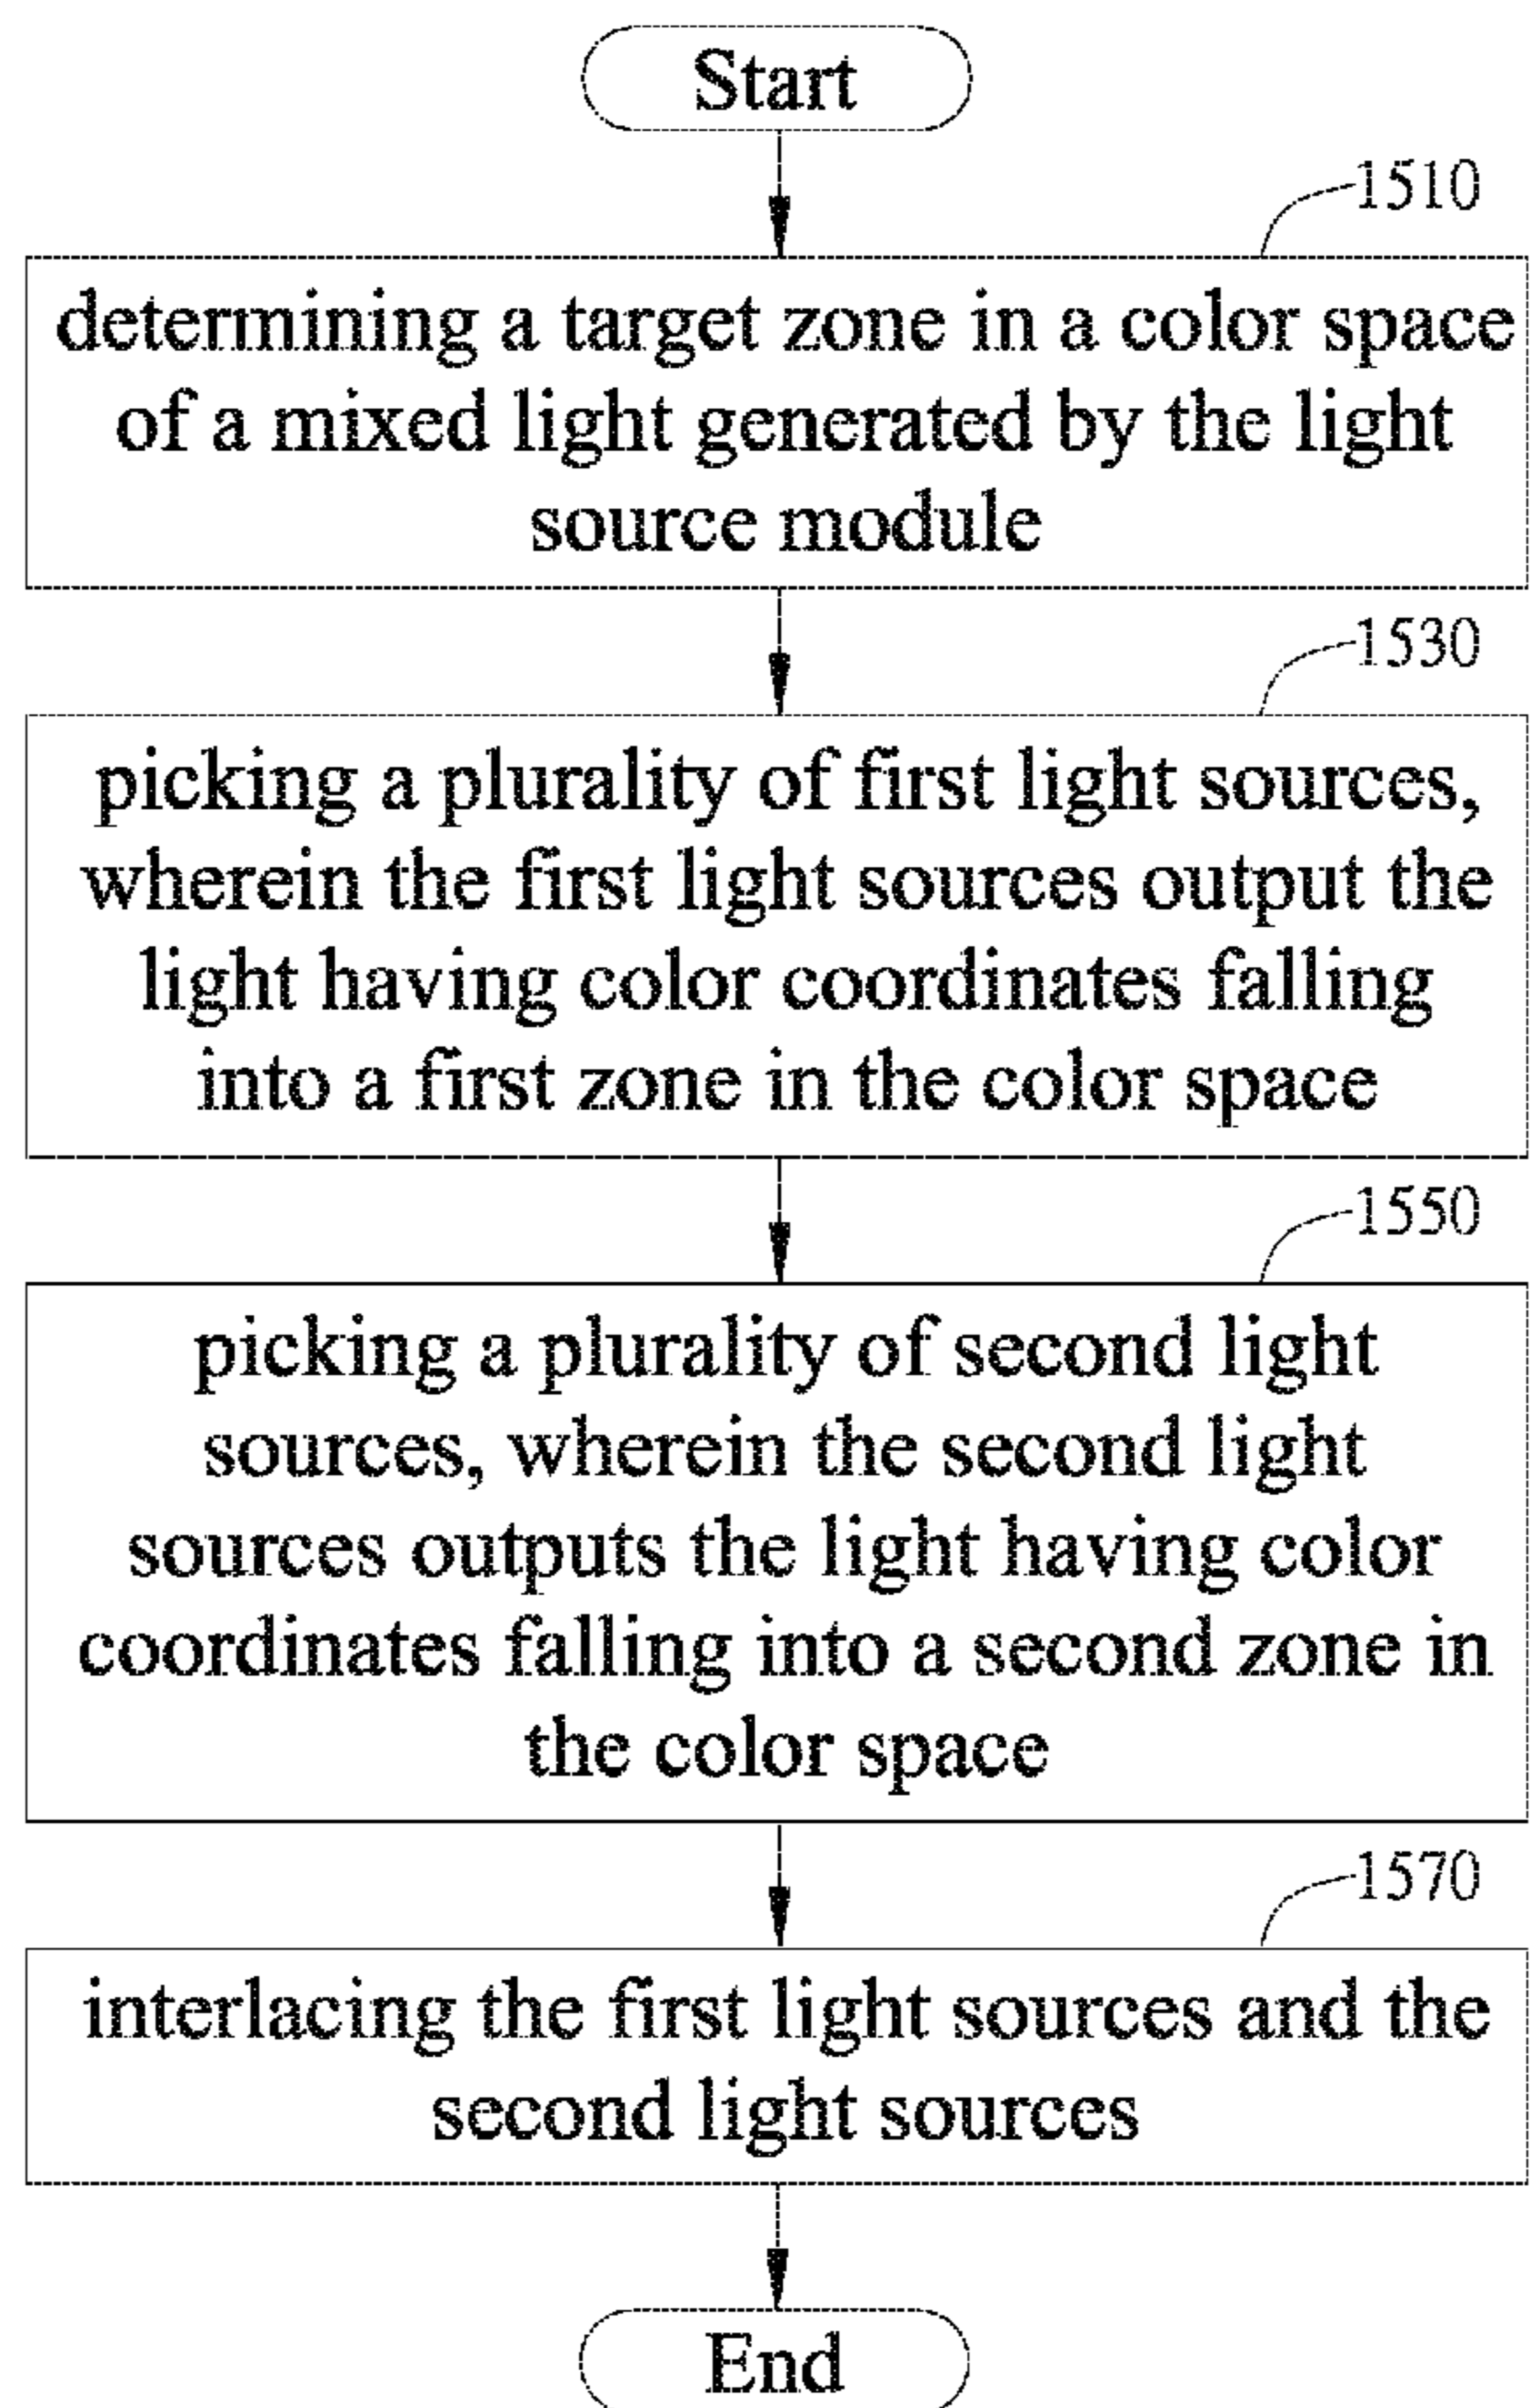 Start
1510
determining a target zone in a color space
of a mixed light generated by the light
source module
1530
picking a plurality of first light sources,
wherein the first light sources output the
light having color coordinates falling
into a first zone in the color space
1550
picking a plurality of second light
sources, wherein the second light
sources outputs the light having color
coordinates falling into a second zone in
the color space
1570
interlacing the first light sources and the
second light sources
End